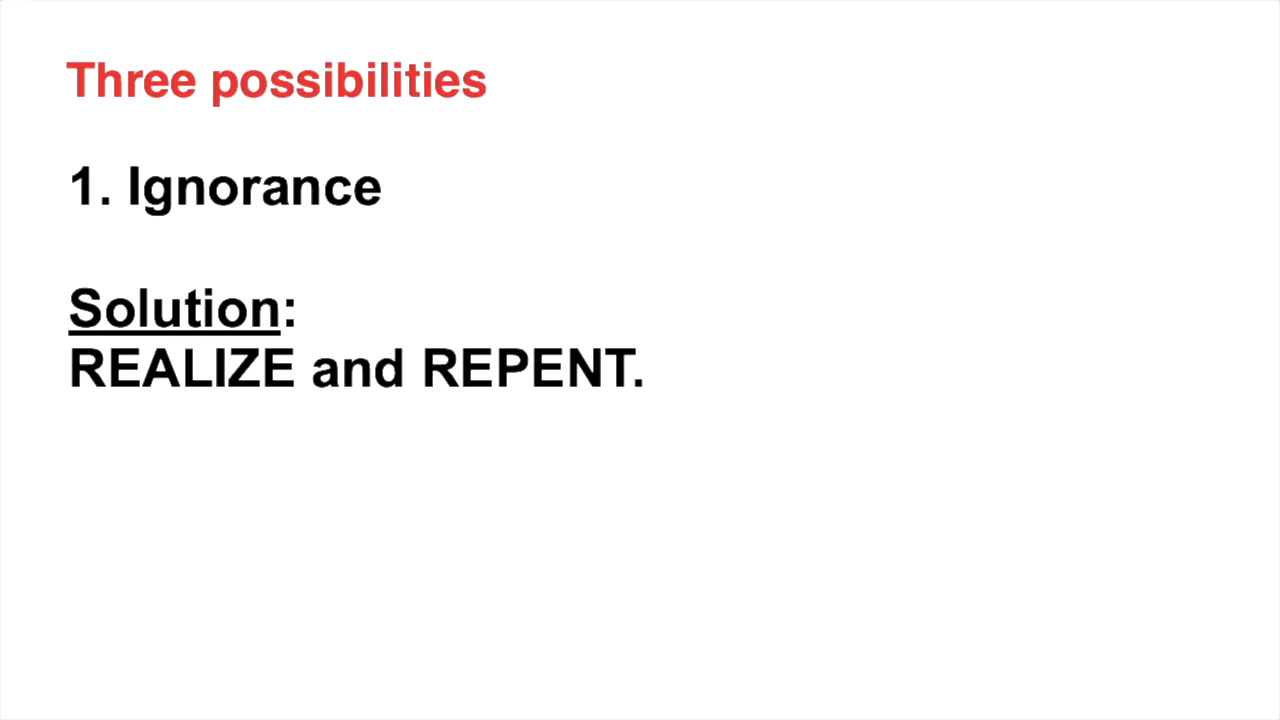 Three possibilities
1. Ignorance
Solution:
REALIZE and REPENT.